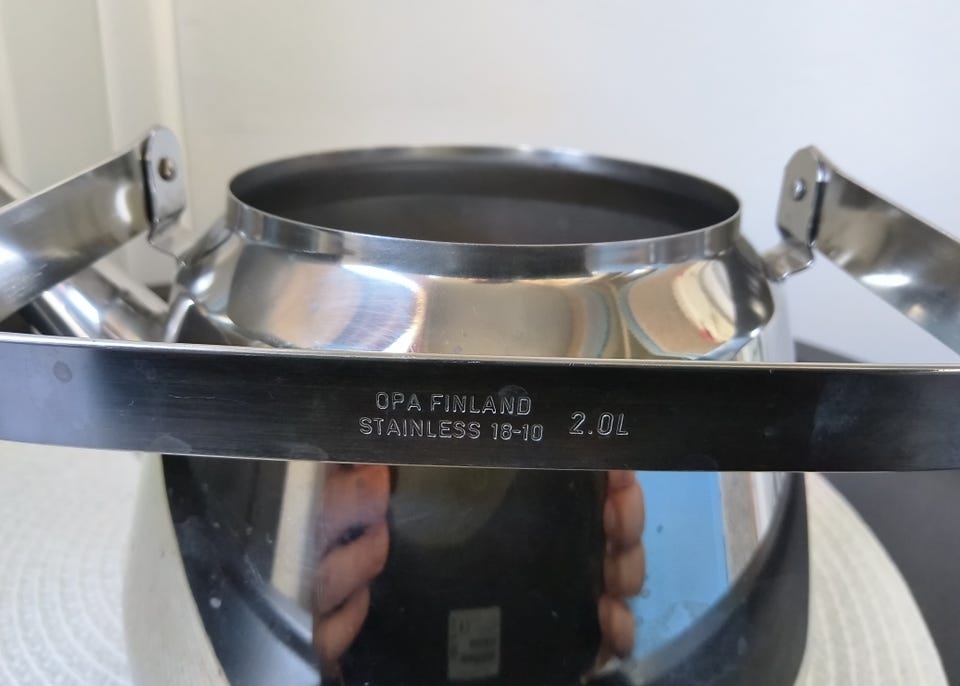 OPA FINLAND
STAINLESS 18-10 2.0L